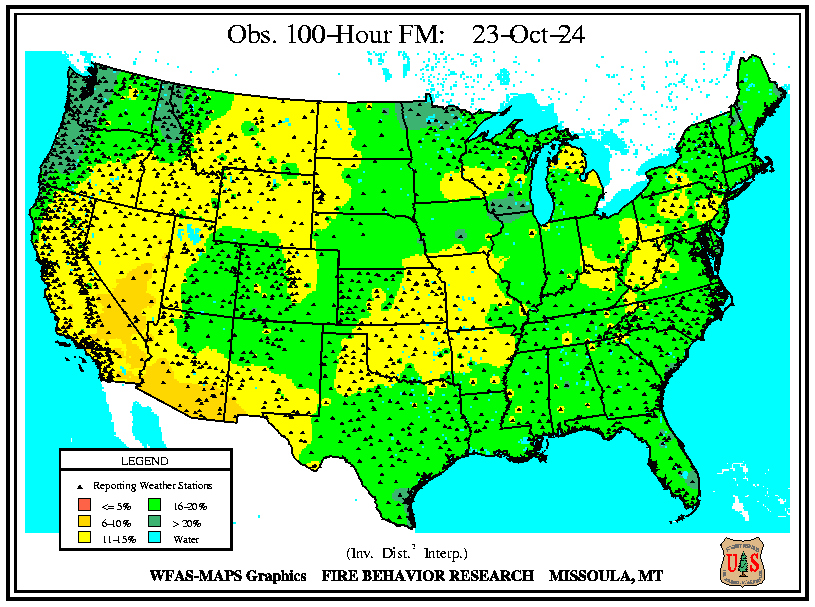 Obs. 100-Hour FM: 23-Oct-24
LEGEND
Reporting Weather Stations
<= 5% 16-20%
6-10% > 20%
11-15% Water
(Inv. Dist.² Interp.)
WFAS-MAPS Graphics FIRE BEHAVIOR RESEARCH MISSOULA, MT
U S